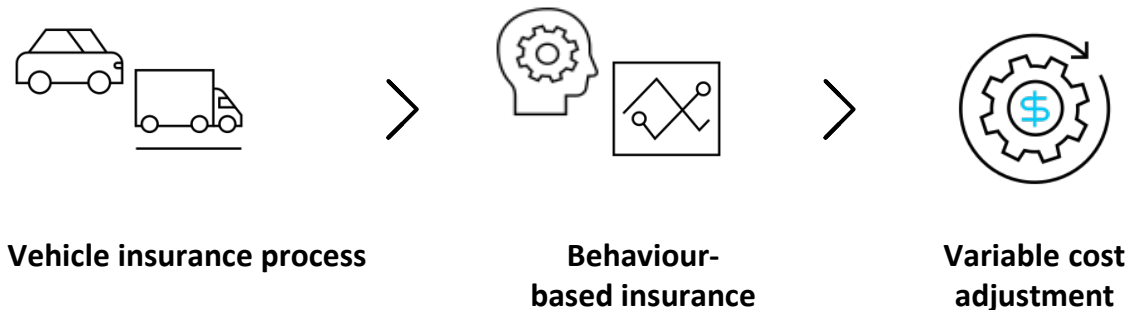 Vehicle insurance process
Behaviour-
based insurance
Variable cost
adjustment
$